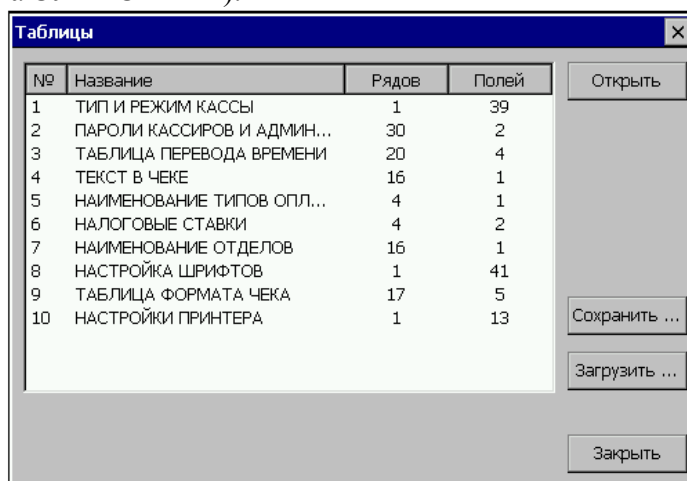 Таблицы
№ Название Рядов Полей
1 ТИП И РЕЖИМ КАССЫ 1 39
2 ПАРОЛИ КАССИРОВ И АДМИН... 30 2
3 ТАБЛИЦА ПЕРЕВОДА ВРЕМЕНИ 20 4
4 ТЕКСТ В ЧЕКЕ 16 1
5 НАИМЕНОВАНИЕ ТИПОВ ОПЛ... 4 1
6 НАЛОГОВЫЕ СТАВКИ 4 2
7 НАИМЕНОВАНИЕ ОТДЕЛОВ 16 1
8 НАСТРОЙКА ШРИФТОВ 1 41
9 ТАБЛИЦА ФОРМАТА ЧЕКА 17 5
10 НАСТРОЙКИ ПРИНТЕРА 1 13
Открыть
Сохранить ...
Загрузить ...
Закрыть